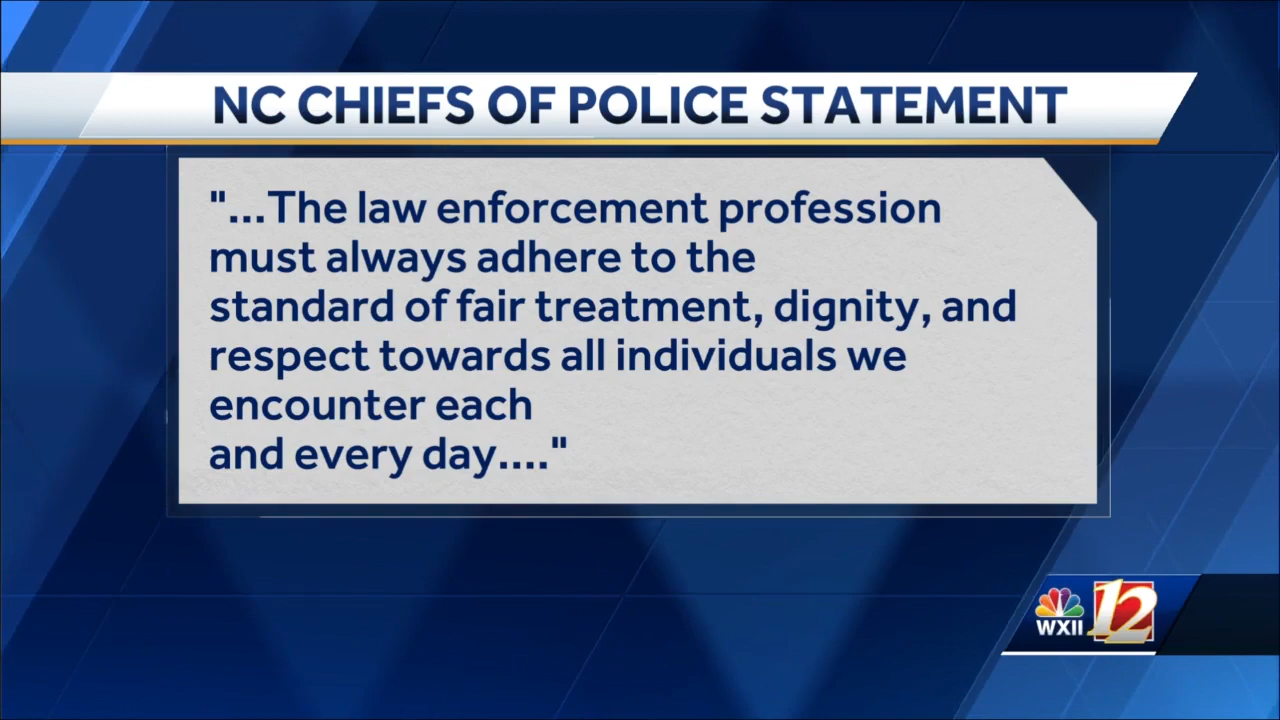 NC CHIEFS OF POLICE STATEMENT
"...The law enforcement profession
must always adhere to the
standard of fair treatment, dignity, and
respect towards all individuals we
encounter each
and every day...."
WXII 12